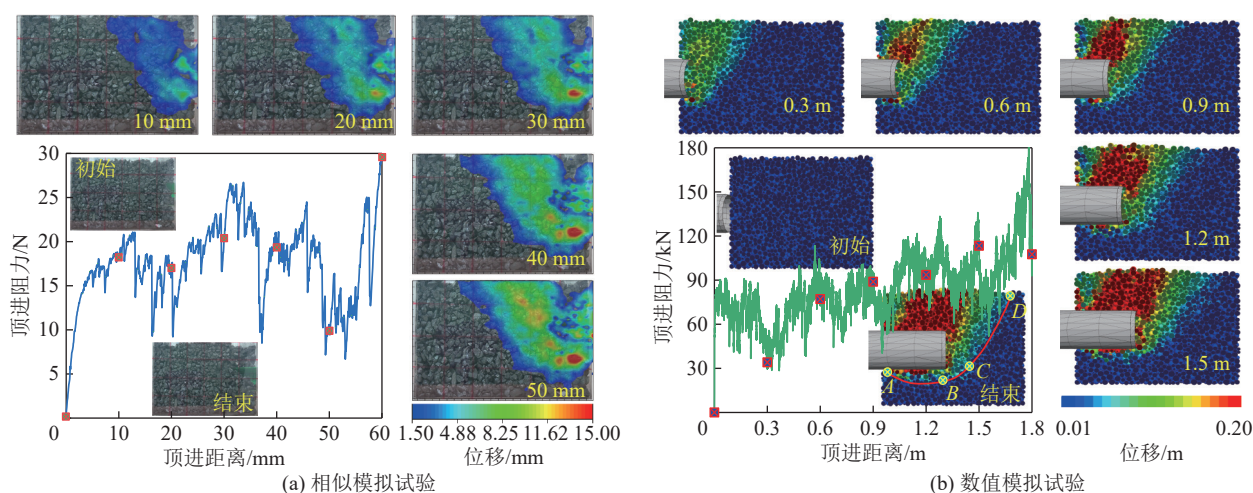 10 mm
20 mm
30 mm
30
25
20
15
10
5
0
顶进阻力/N
初始
结束
0
10
20
30
40
50
60
顶进距离/mm
40 mm
50 mm
1.50 4.88 8.25 11.62 15.00
位移/mm
(a) 相似模拟试验
0.3 m
0.6 m
0.9 m
180
150
120
90
60
30
0
顶进阻力/kN
初始
A
B
C
D
结束
0
0.3
0.6
0.9
1.2
1.5
1.8
顶进距离/m
1.2 m
1.5 m
0.01 0.20
位移/m
(b) 数值模拟试验